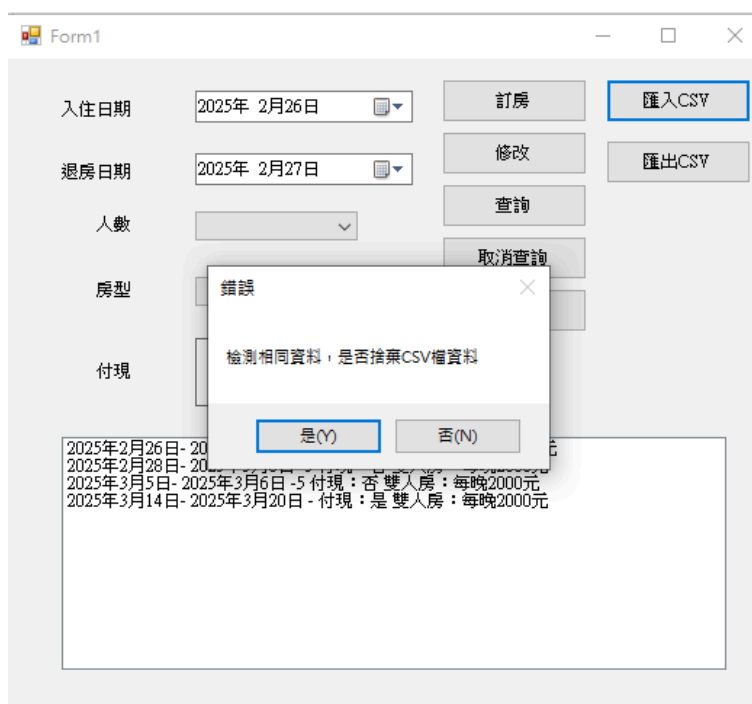 Form1
入住日期
2025年 2月26日
訂房
匯入CSV
退房日期
2025年 2月27日
修改
匯出CSV
人數
查詢
取消查詢
房型
付現
錯誤
檢測相同資料，是否捨棄CSV檔資料
是(Y)
否(N)
2025年2月26日- 20
2025年2月28日- 202
2025年3月5日- 2025年3月6日 -5 付現：否 雙人房：每晚2000元
2025年3月14日- 2025年3月20日 - 付現：是 雙人房：每晚2000元